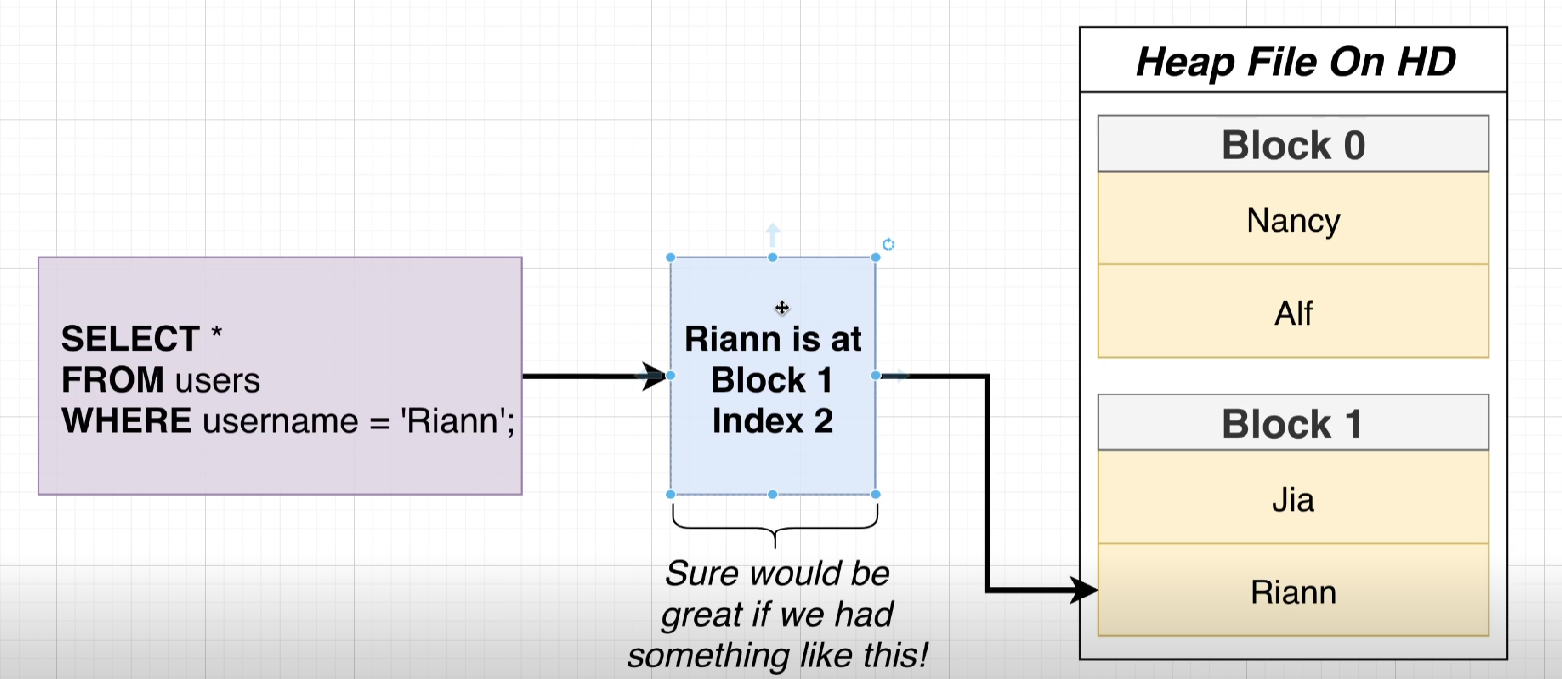 Heap File On HD
Block 0
Nancy
Alf
SELECT *
FROM users
WHERE username = 'Riann';
Riann is at
Block 1
Index 2
Block 1
Jia
Riann
Sure would be
great if we had
something like this!